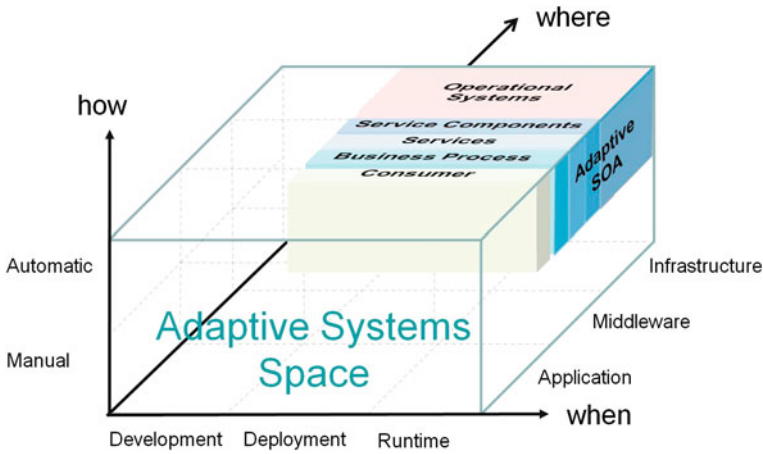 where
how
Operational
Systems
Service Components
Services
Business Process
Consumer
Adaptive
SOA
Automatic
Manual
Infrastructure
Middleware
Application
Adaptive Systems
Space
when
Development
Deployment
Runtime